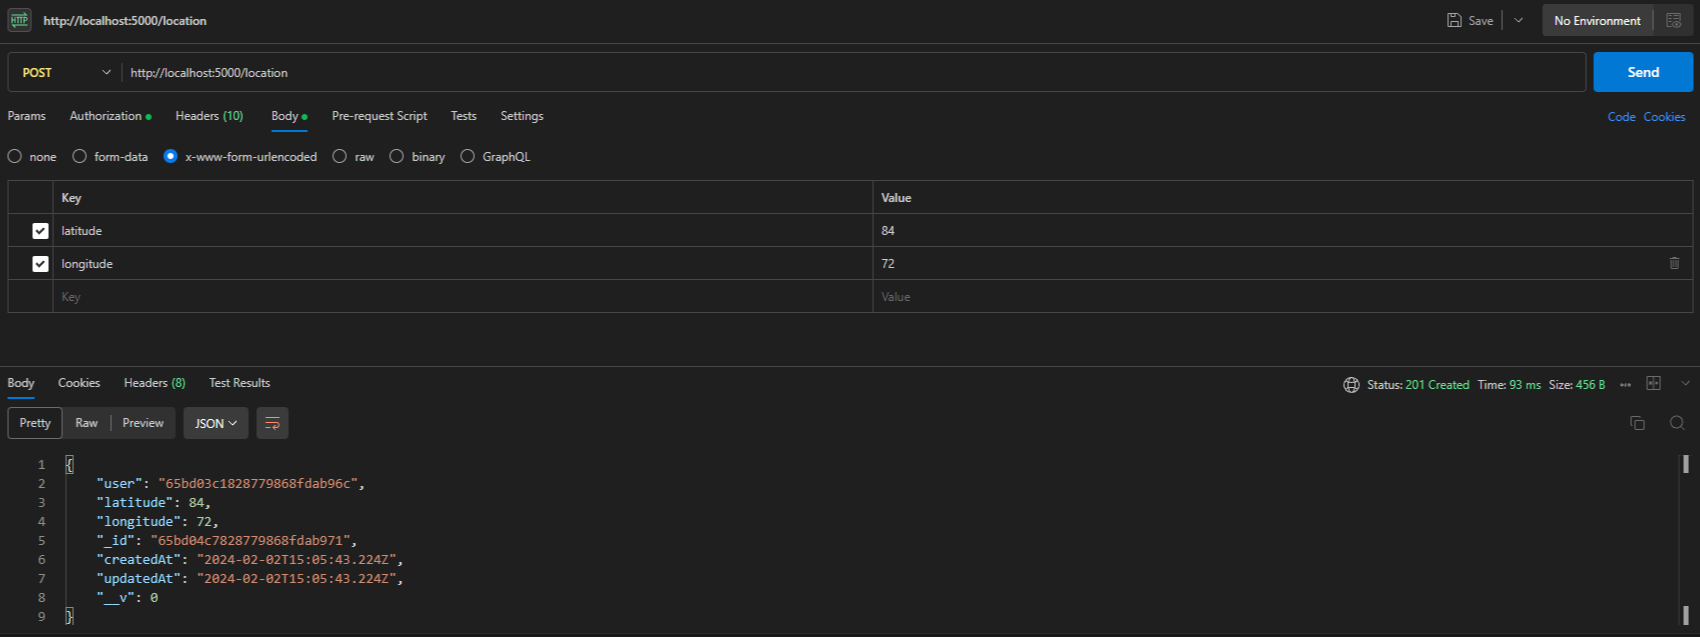 HTTP http://localhost:5000/location Save No Environment
POST http://localhost:5000/location Send
Params Authorization Headers (10) Body Pre-request Script Tests Settings Code Cookies
none form-data x-www-form-urlencoded raw binary GraphQL
Key Value
latitude 84
longitude 72
Key Value
Body Cookies Headers (8) Test Results Status: 201 Created Time: 93 ms Size: 456 B
Pretty Raw Preview JSON
1 {
2 "user": "65bd03c1828779868fdab96c",
3 "latitude": 84,
4 "longitude": 72,
5 "_id": "65bd04c7828779868fdab971",
6 "createdAt": "2024-02-02T15:05:43.224Z",
7 "updatedAt": "2024-02-02T15:05:43.224Z",
8 "__v": 0
9 }